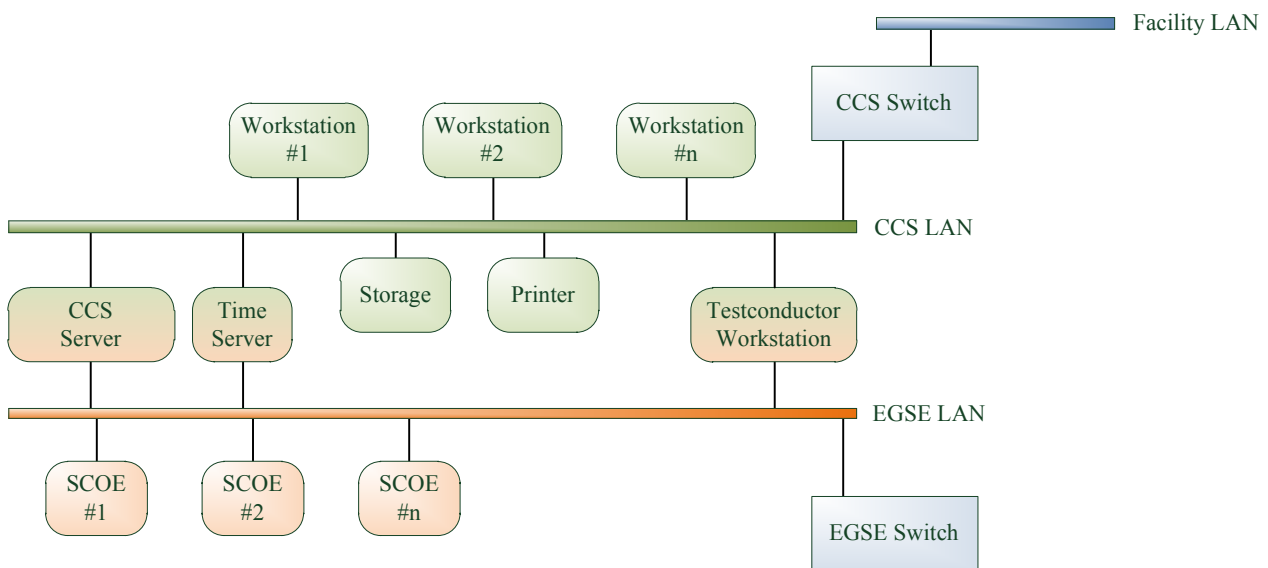 Facility LAN
CCS Switch
Workstation
#1
Workstation
#2
Workstation
#n
CCS LAN
CCS
Server
Time
Server
Storage
Printer
Testconductor
Workstation
EGSE LAN
SCOE
#1
SCOE
#2
SCOE
#n
EGSE Switch